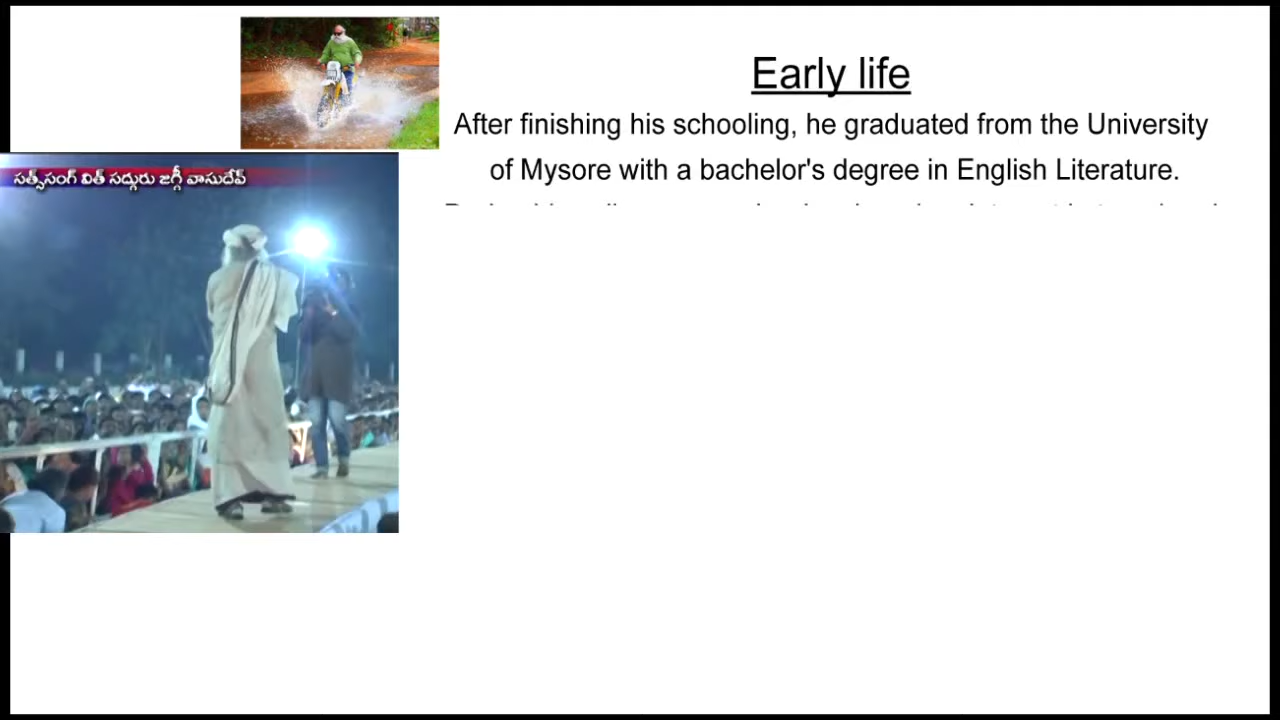 Early life
After finishing his schooling, he graduated from the University
of Mysore with a bachelor's degree in English Literature.
సత్సంగ్ విత్ సద్గురు జగ్గీ వాసుదేవ్